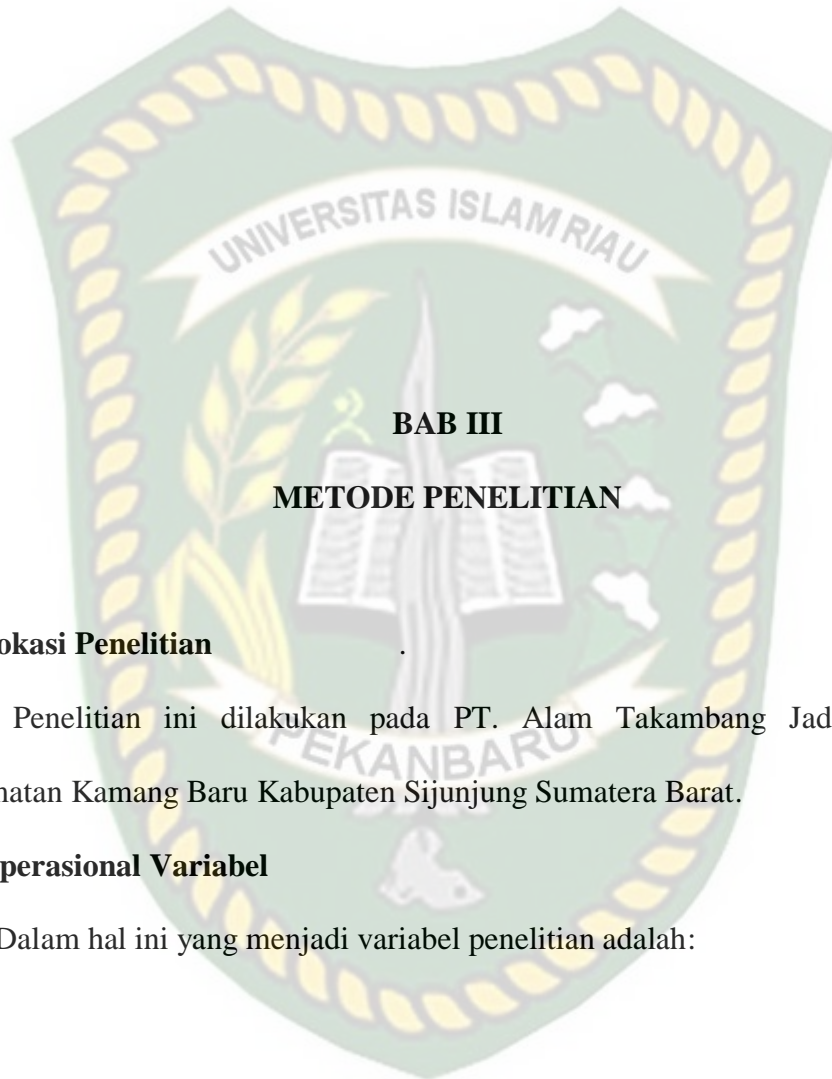 UNIVERSITAS ISLAM RIAU
BAB III
METODE PENELITIAN
okasi Penelitian .
Penelitian ini dilakukan pada PT. Alam Takambang Jad
matan Kamang Baru Kabupaten Sijunjung Sumatera Barat.
perasional Variabel
Dalam hal ini yang menjadi variabel penelitian adalah:
PEKANBARU